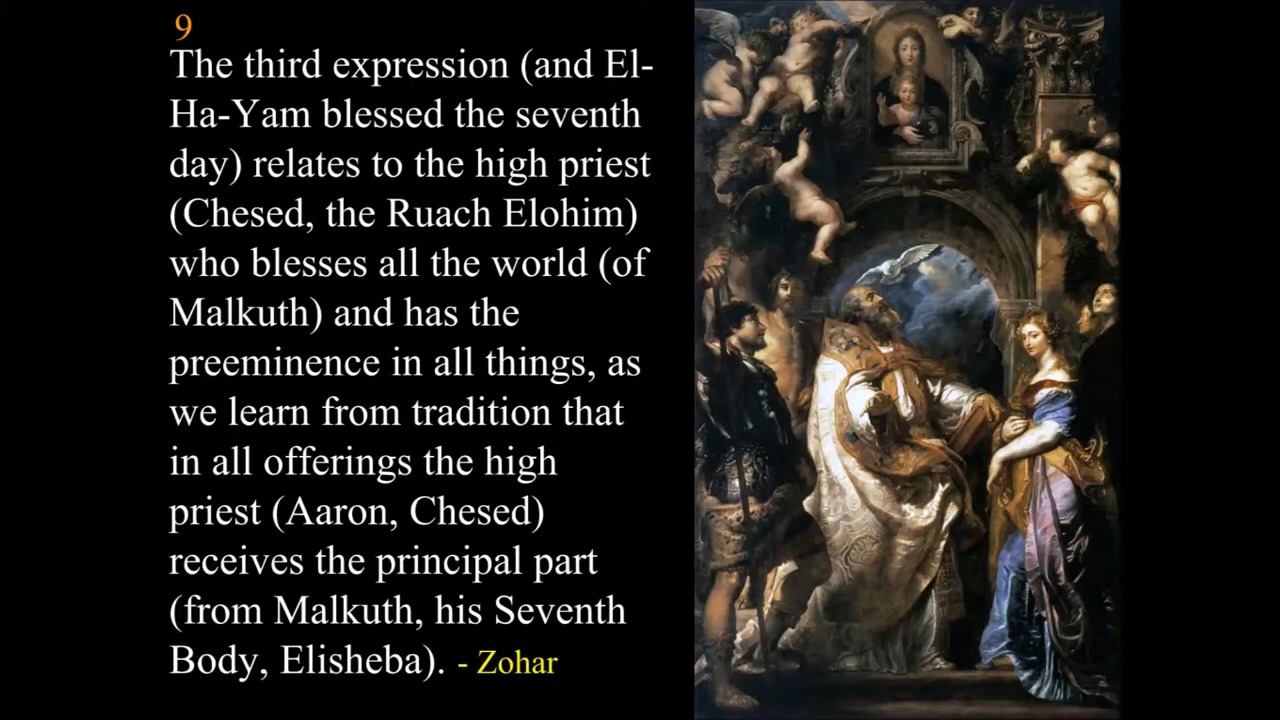 9
The third expression (and El-
Ha-Yam blessed the seventh
day) relates to the high priest
(Chesed, the Ruach Elohim)
who blesses all the world (of
Malkuth) and has the
preeminence in all things, as
we learn from tradition that
in all offerings the high
priest (Aaron, Chesed)
receives the principal part
(from Malkuth, his Seventh
Body, Elisheba). - Zohar